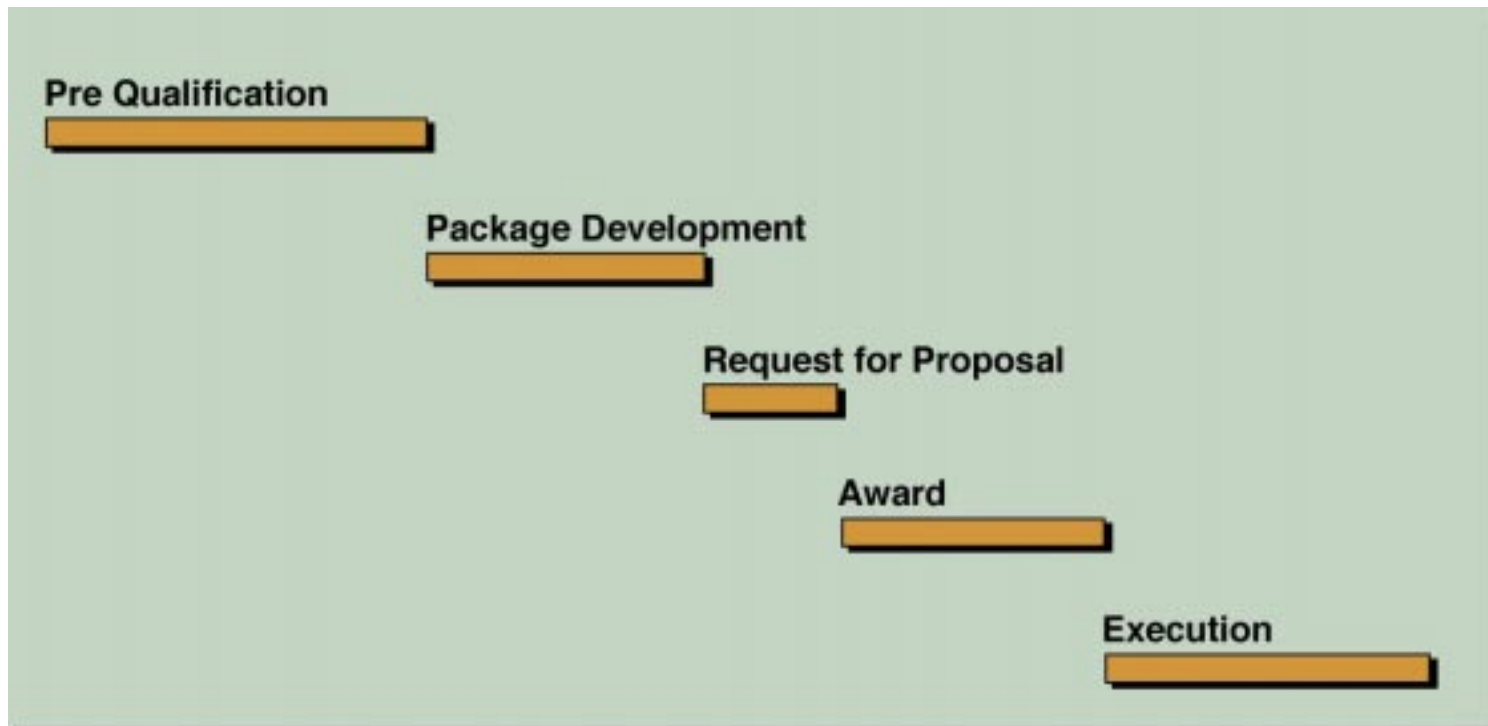 Pre Qualification
Package Development
Request for Proposal
Award
Execution